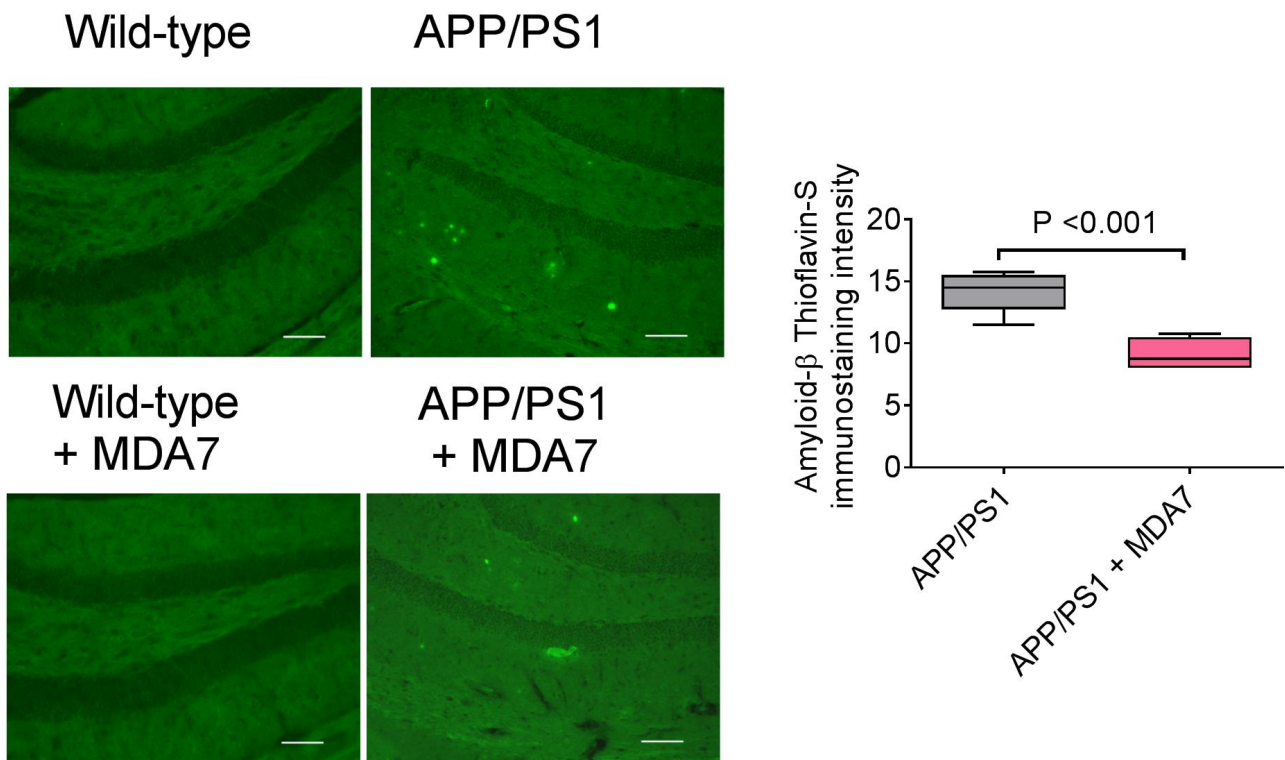 Wild-type
APP/PS1
Wild-type
+ MDA7
APP/PS1
+ MDA7
Amyloid-β Thioflavin-S
immunostaining intensity
20
15
10
5
0
P <0.001
APP/PS1
APP/PS1 + MDA7